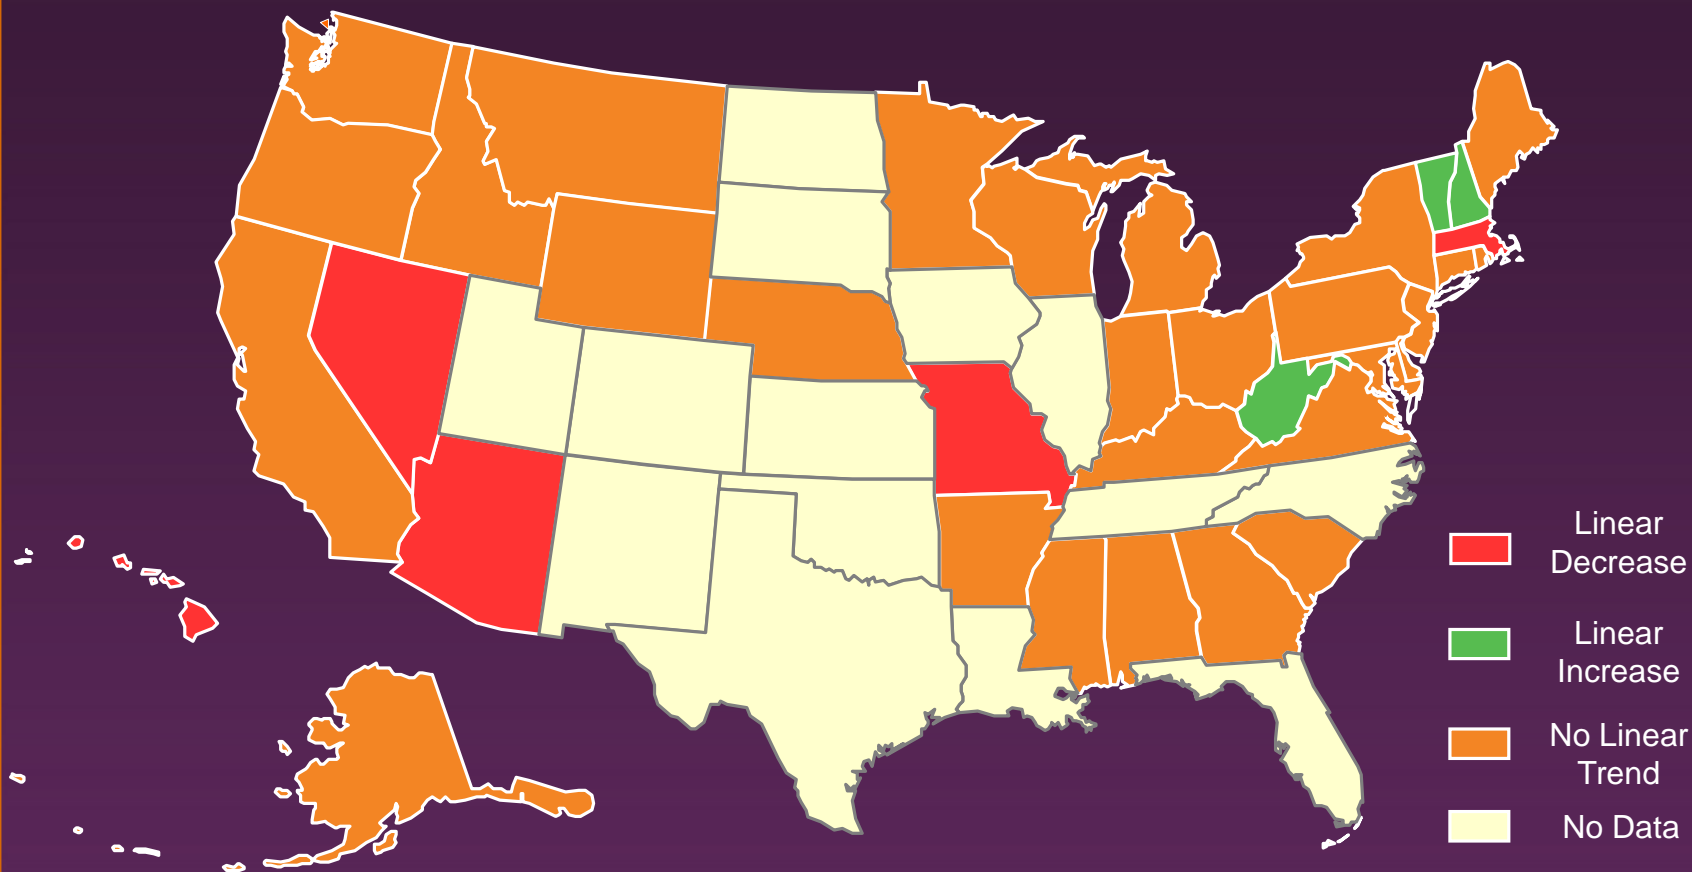 Linear
Decrease
Linear
Increase
No Linear
Trend
No Data